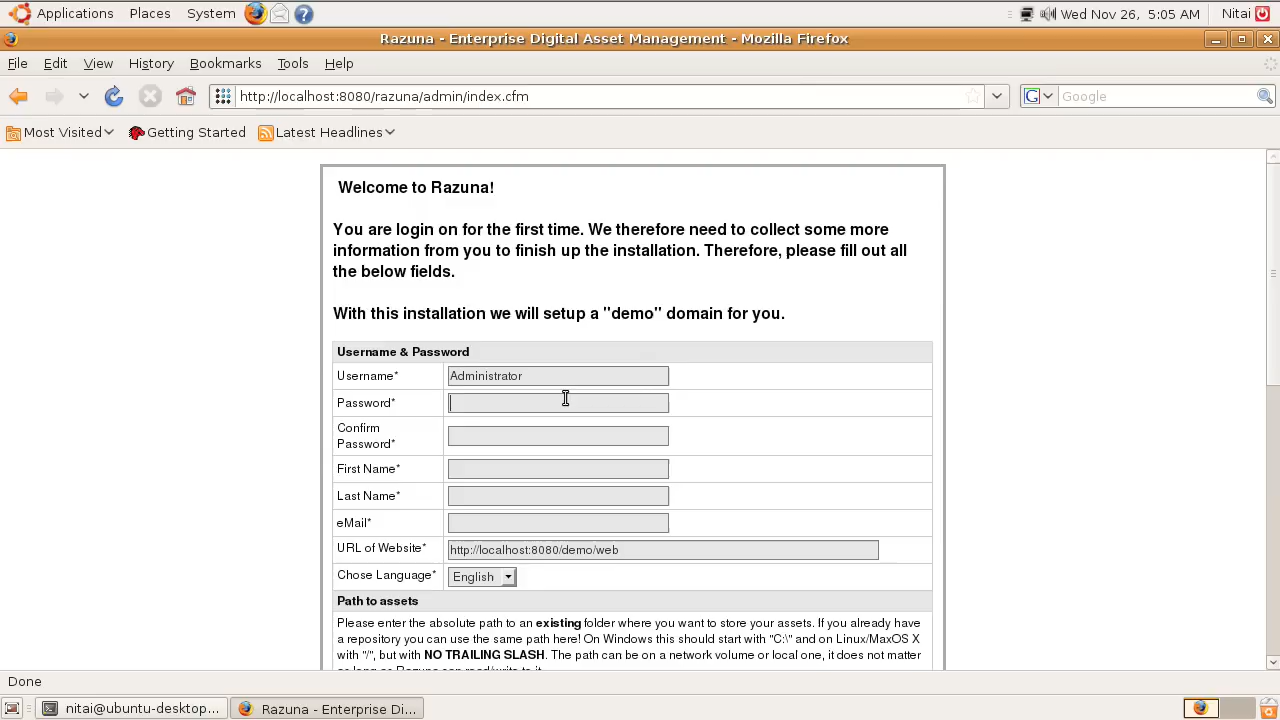 Applications Places System Wed Nov 26, 5:05 AM Nitai
Razuna - Enterprise Digital Asset Management - Mozilla Firefox
File Edit View History Bookmarks Tools Help
http://localhost:8080/razuna/admin/index.cfm G Google
Most Visited Getting Started Latest Headlines
Welcome to Razuna!
You are login on for the first time. We therefore need to collect some more
information from you to finish up the installation. Therefore, please fill out all
the below fields.
With this installation we will setup a "demo" domain for you.
Username & Password
Username* Administrator
Password*
Confirm
Password*
First Name*
Last Name*
eMail*
URL of Website* http://localhost:8080/demo/web
Chose Language* English
Path to assets
Please enter the absolute path to an existing folder where you want to store your assets. If you already have
a repository you can use the same path here! On Windows this should start with "C:\" and on Linux/MaxOS X
with "/", but with NO TRAILING SLASH. The path can be on a network volume or local one, it does not matter
as long as Razuna can read/write to it.
Done
nitai@ubuntu-desktop... Razuna - Enterprise Di...